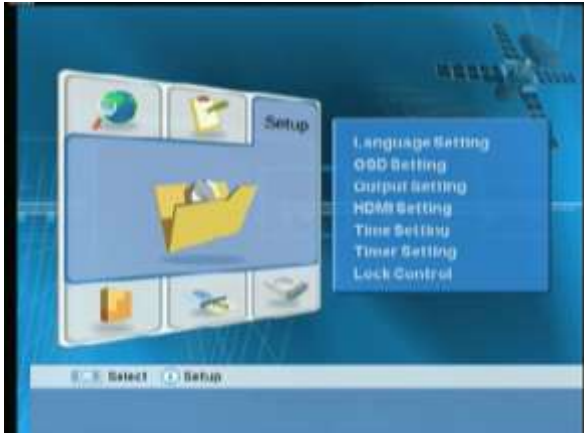 Setup
Language Setting
OSD Setting
Output Setting
HDMI Setting
Time Setting
Timer Setting
Lock Control
Select Setup